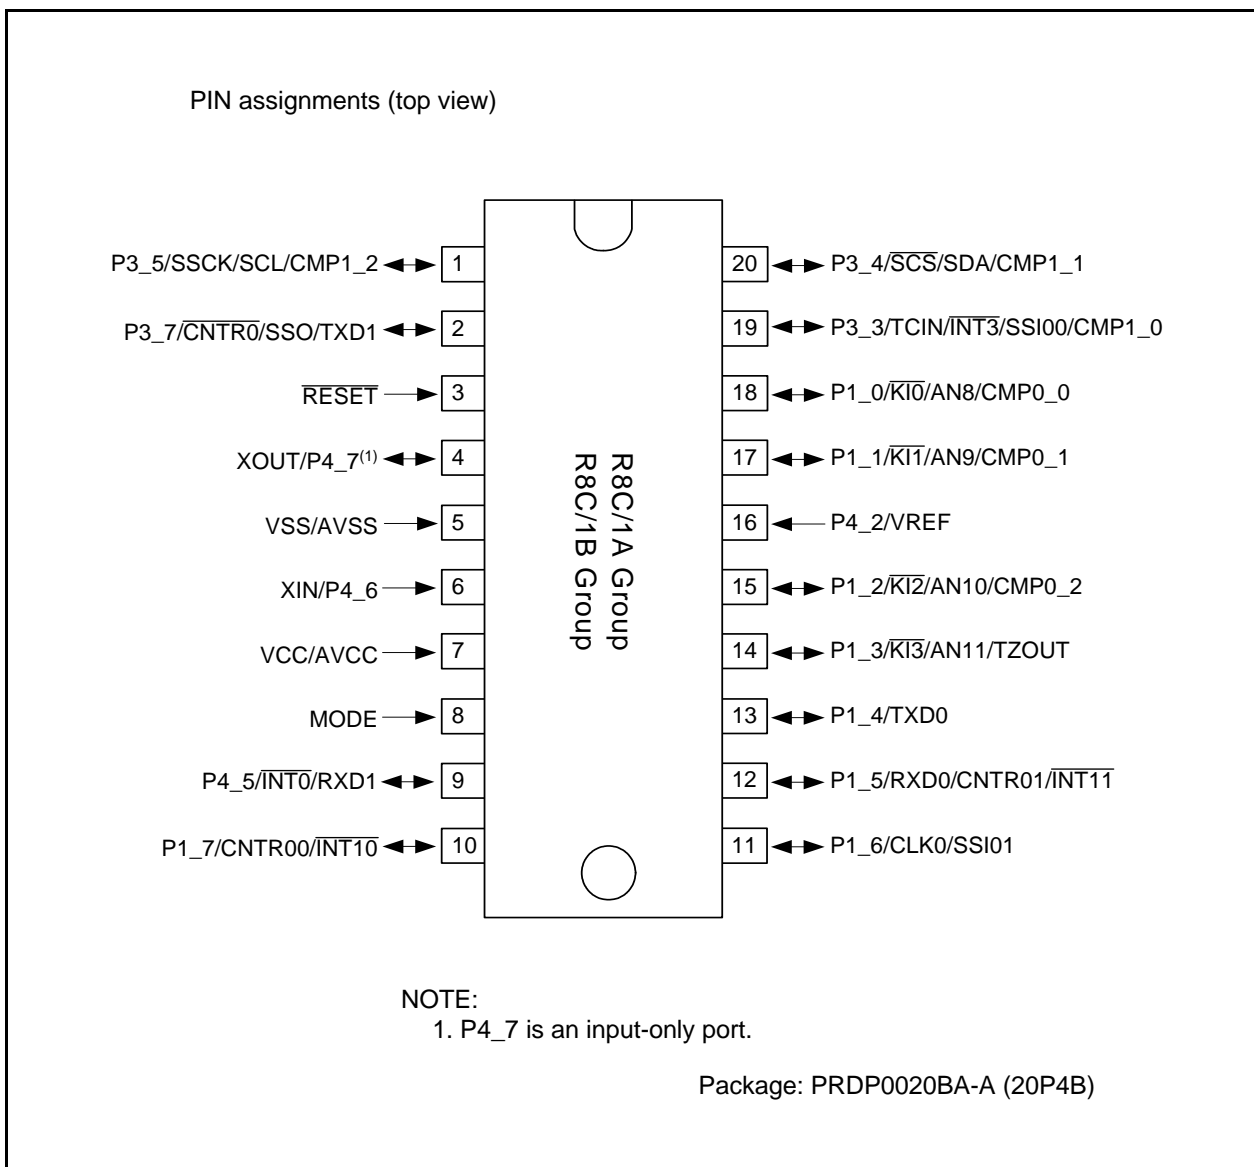 PIN assignments (top view)
P3_5/SSCK/SCL/CMP1_2 1
P3_7/CNTR0/SSO/TXD1 2
RESET 3
XOUT/P4_7(1) 4
VSS/AVSS 5
XIN/P4_6 6
VCC/AVCC 7
MODE 8
P4_5/INT0/RXD1 9
P1_7/CNTR00/INT10 10
R8C/1A Group
R8C/1B Group
20 P3_4/SCS/SDA/CMP1_1
19 P3_3/TCIN/INT3/SSI00/CMP1_0
18 P1_0/KI0/AN8/CMP0_0
17 P1_1/KI1/AN9/CMP0_1
16 P4_2/VREF
15 P1_2/KI2/AN10/CMP0_2
14 P1_3/KI3/AN11/TZOUT
13 P1_4/TXD0
12 P1_5/RXD0/CNTR01/INT11
11 P1_6/CLK0/SSI01
NOTE:
1. P4_7 is an input-only port.
Package: PRDP0020BA-A (20P4B)